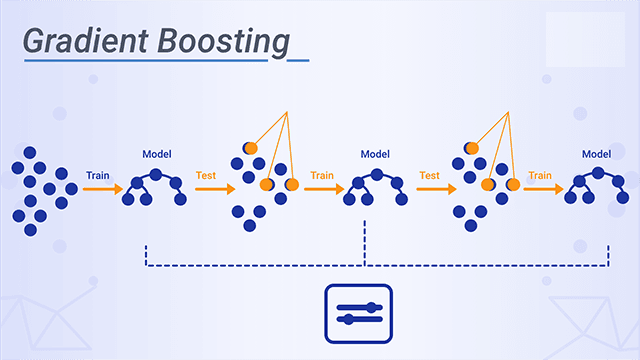 Gradient Boosting
Train
Model
Test
Train
Model
Test
Train
Model